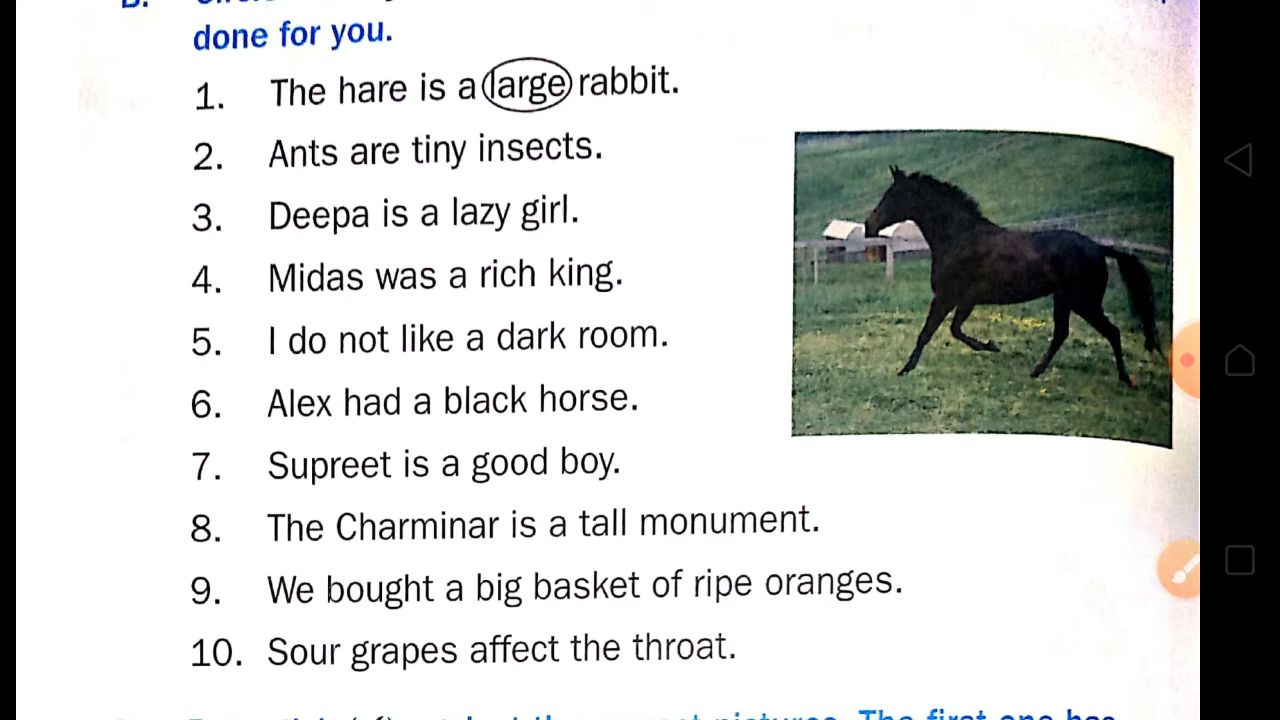 done for you.
1. The hare is a large rabbit.
2. Ants are tiny insects.
3. Deepa is a lazy girl.
4. Midas was a rich king.
5. I do not like a dark room.
6. Alex had a black horse.
7. Supreet is a good boy.
8. The Charminar is a tall monument.
9. We bought a big basket of ripe oranges.
10. Sour grapes affect the throat.